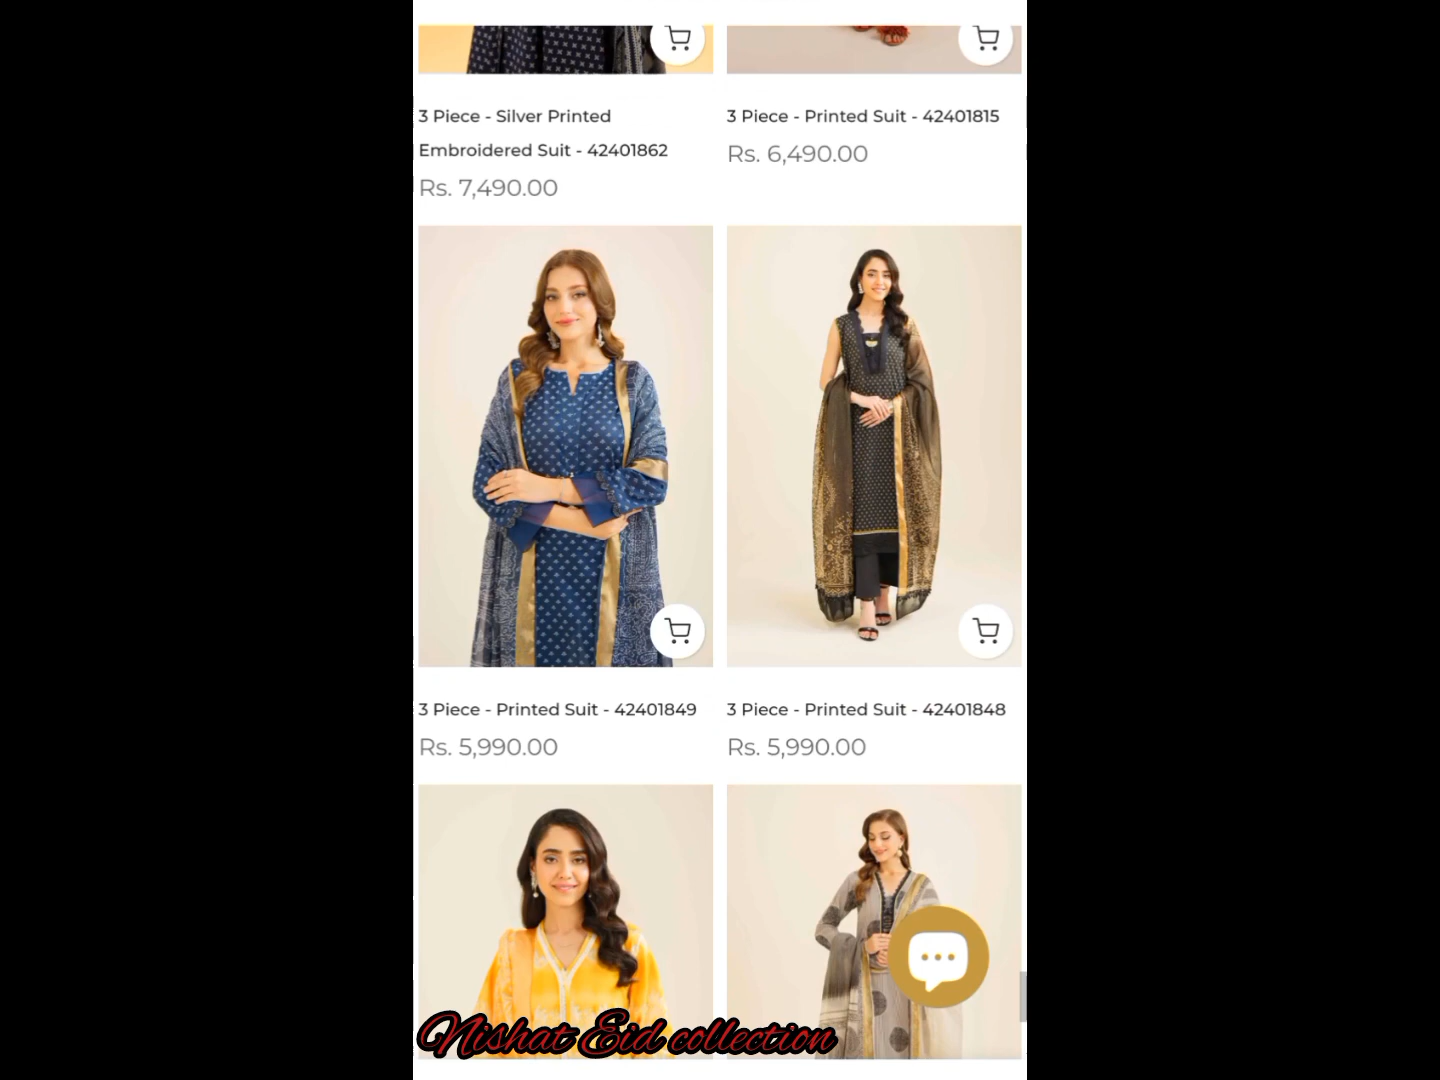 3 Piece - Silver Printed
Embroidered Suit - 42401862
Rs. 7,490.00
3 Piece - Printed Suit - 42401815
Rs. 6,490.00
3 Piece - Printed Suit - 42401849
Rs. 5,990.00
3 Piece - Printed Suit - 42401848
Rs. 5,990.00
Nishat Eid collection